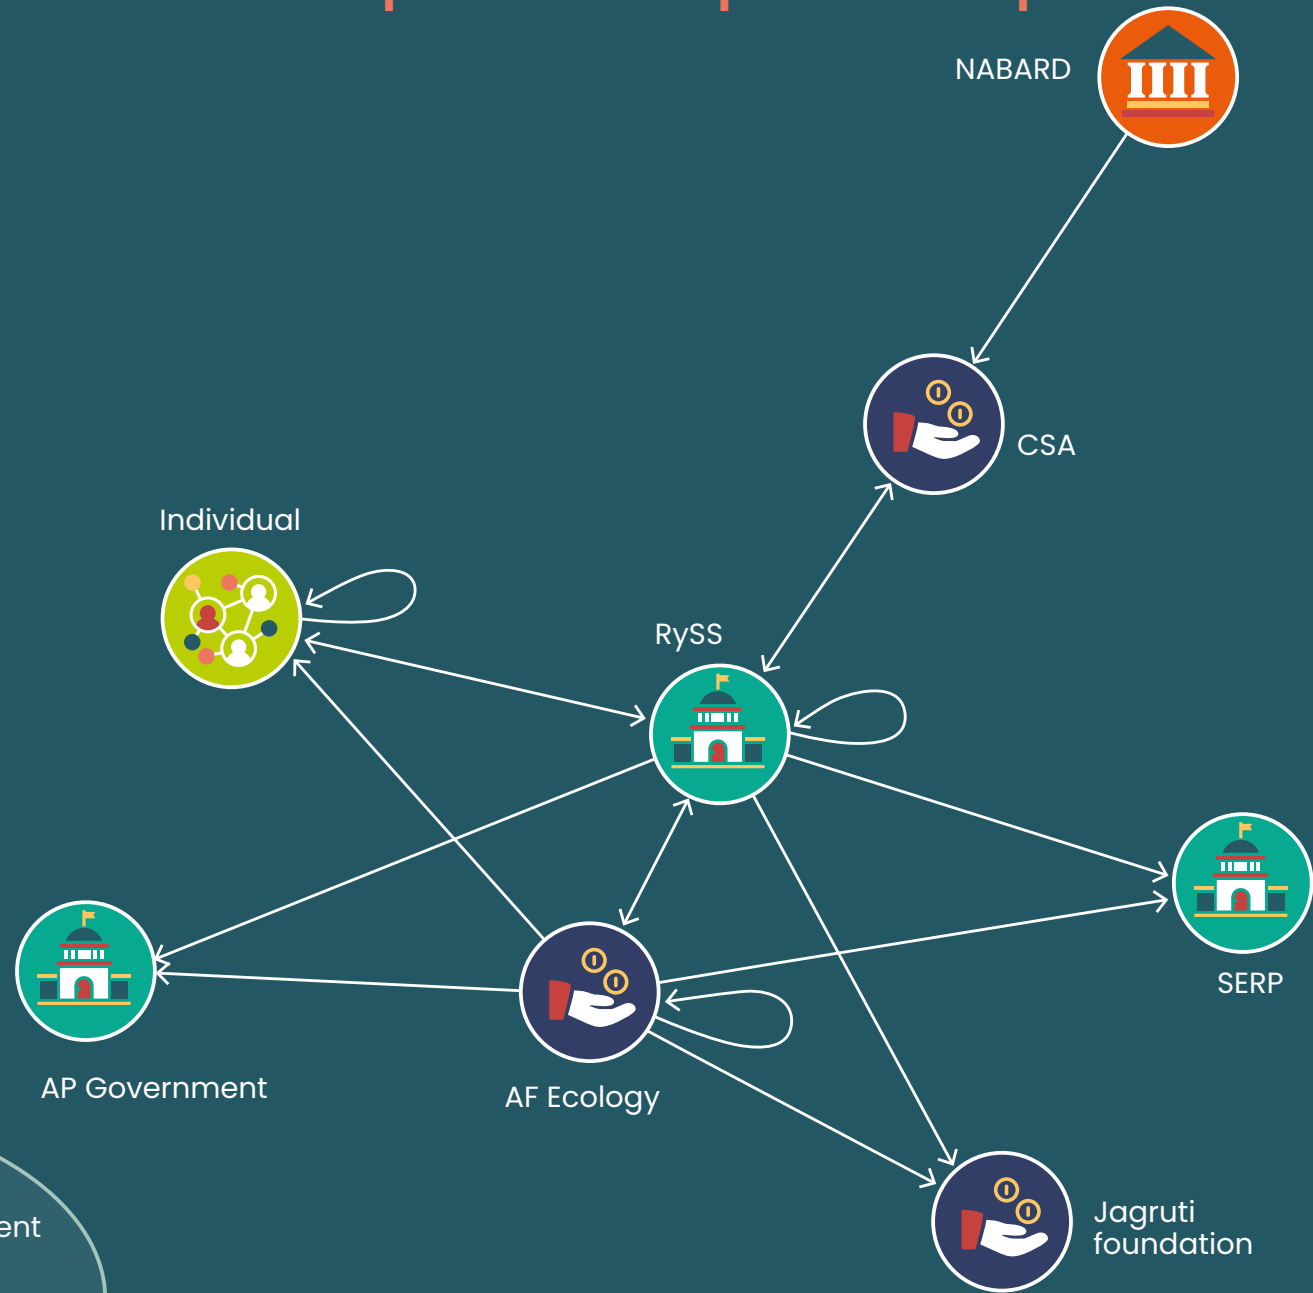 NABARD
CSA
Individual
RySS
SERP
AP Government
AF Ecology
Jagruti
foundation
ent